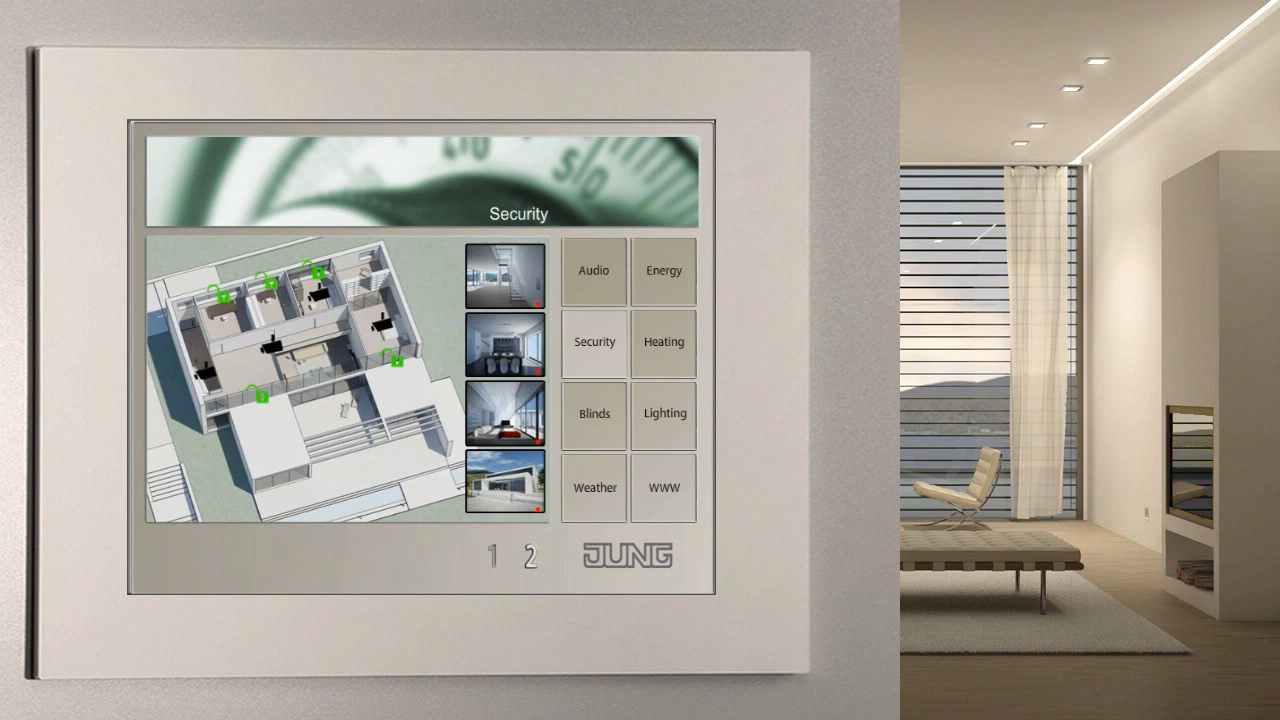 Security
Audio
Energy
Security
Heating
Blinds
Lighting
Weather
WWW
1 2
JUNG